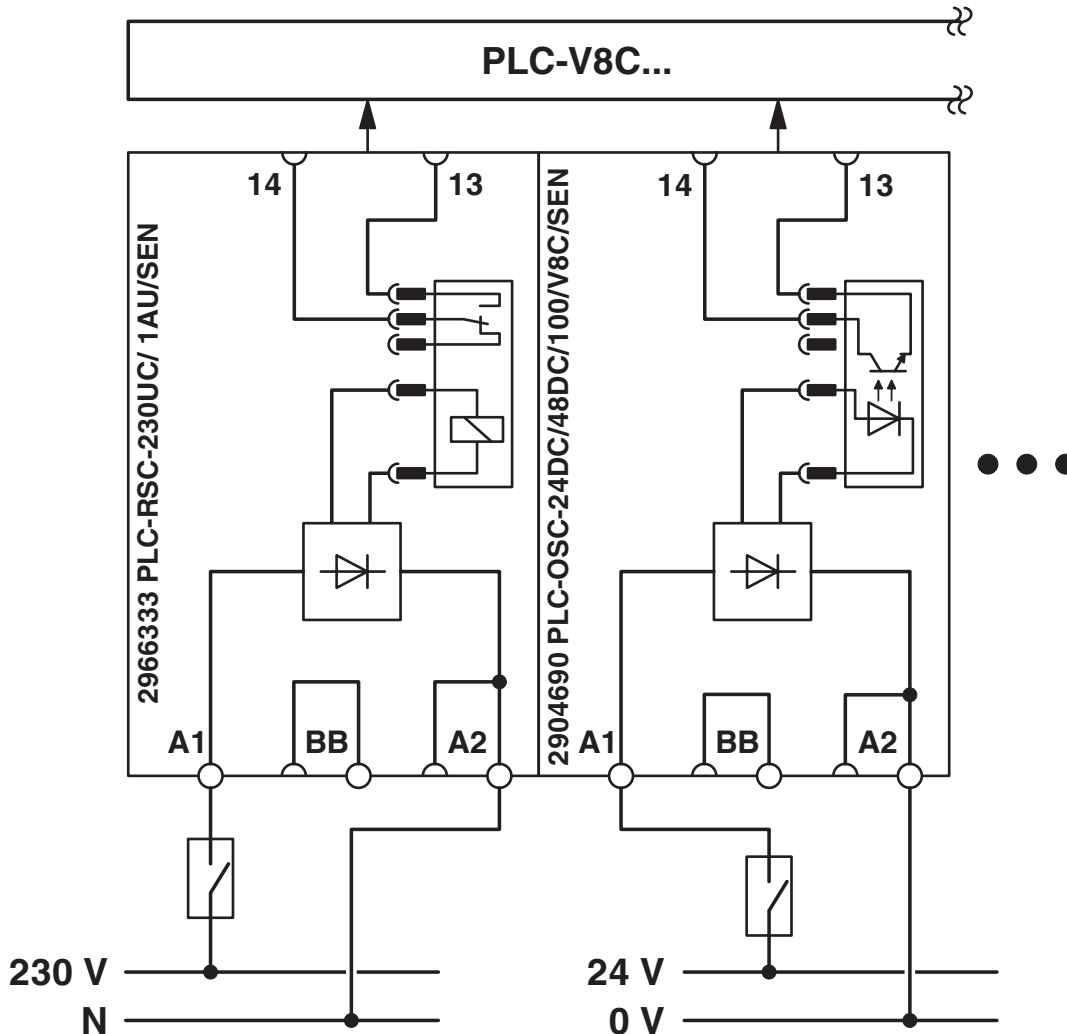 PLC-V8C...
14
13
14
13
2966333 PLC-RSC-230UC/ 1AU/SEN
2904690 PLC-OSC-24DC/48DC/100/V8C/SEN
A1
BB
A2
A1
BB
A2
230 V
24 V
N
0 V